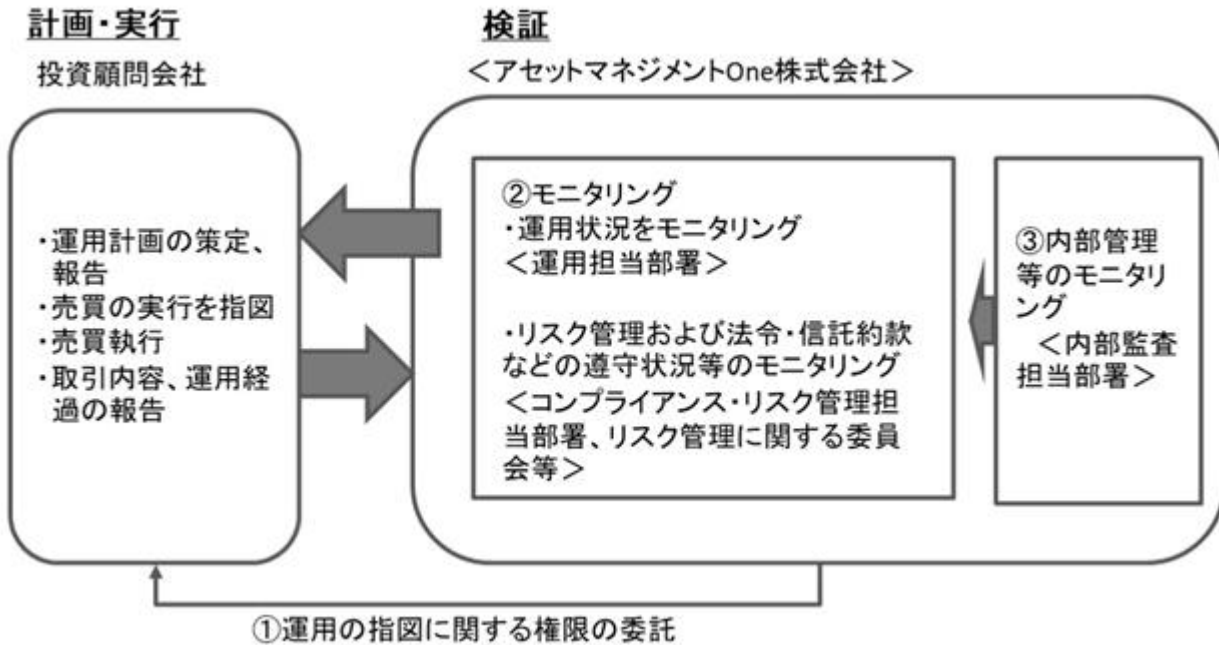 計画・実行
投資顧問会社
・運用計画の策定、
報告
・売買の実行を指図
・売買執行
・取引内容、運用経
過の報告
検証
＜アセットマネジメントOne株式会社＞
②モニタリング
・運用状況をモニタリング
＜運用担当部署＞
・リスク管理および法令・信託約款
などの遵守状況等のモニタリング
＜コンプライアンス・リスク管理担
当部署、リスク管理に関する委員
会等＞
③内部管理
等のモニタリ
ング
＜内部監査
担当部署＞
①運用の指図に関する権限の委託